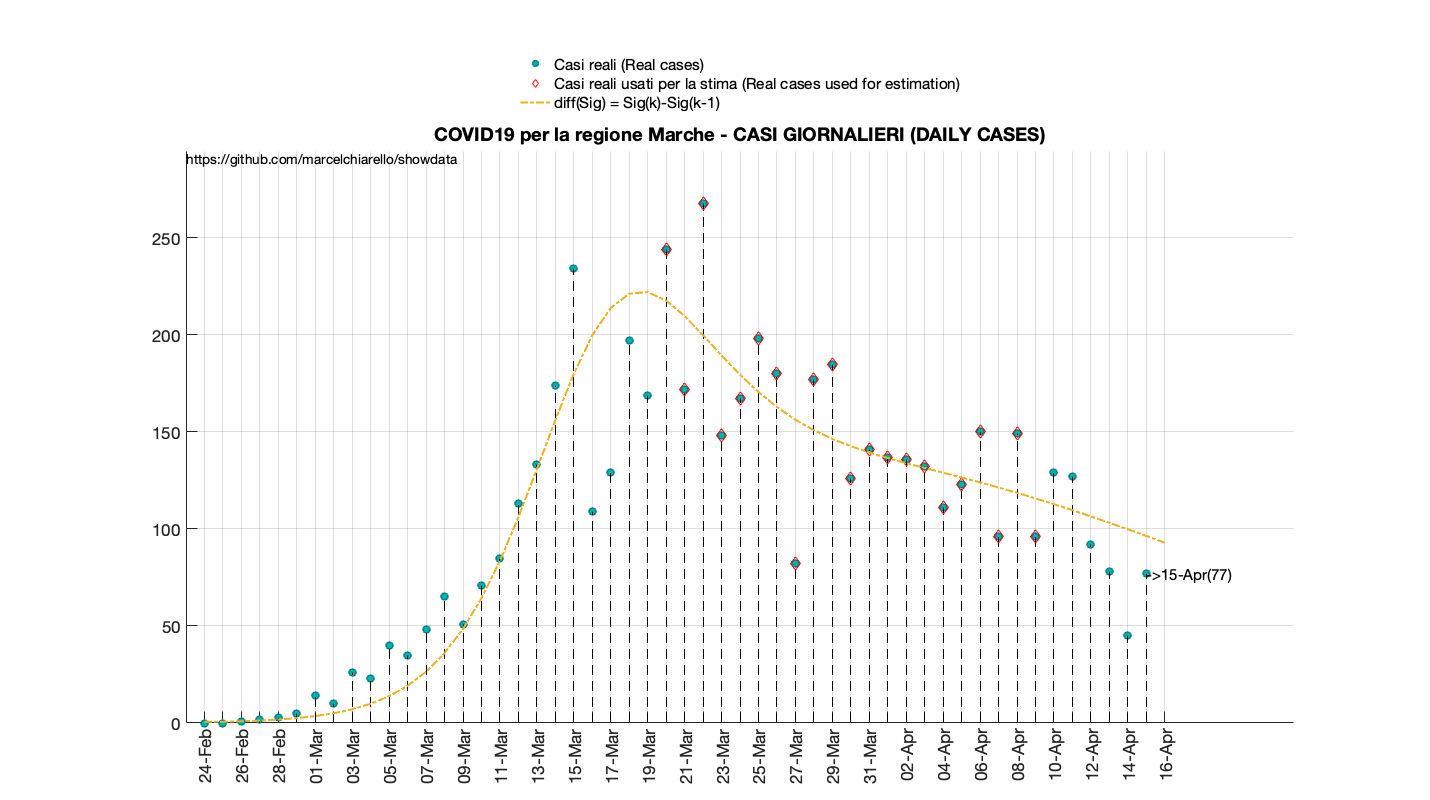 Casi reali (Real cases)
Casi reali usati per la stima (Real cases used for estimation)
diff(Sig) = Sig(k)-Sig(k-1)
COVID19 per la regione Marche - CASI GIORNALIERI (DAILY CASES)
https://github.com/marcelchiarello/showdata
250
200
150
100
50
0
->15-Apr(77)
24-Feb
26-Feb
28-Feb
01-Mar
03-Mar
05-Mar
07-Mar
09-Mar
11-Mar
13-Mar
15-Mar
17-Mar
19-Mar
21-Mar
23-Mar
25-Mar
27-Mar
29-Mar
31-Mar
02-Apr
04-Apr
06-Apr
08-Apr
10-Apr
12-Apr
14-Apr
16-Apr